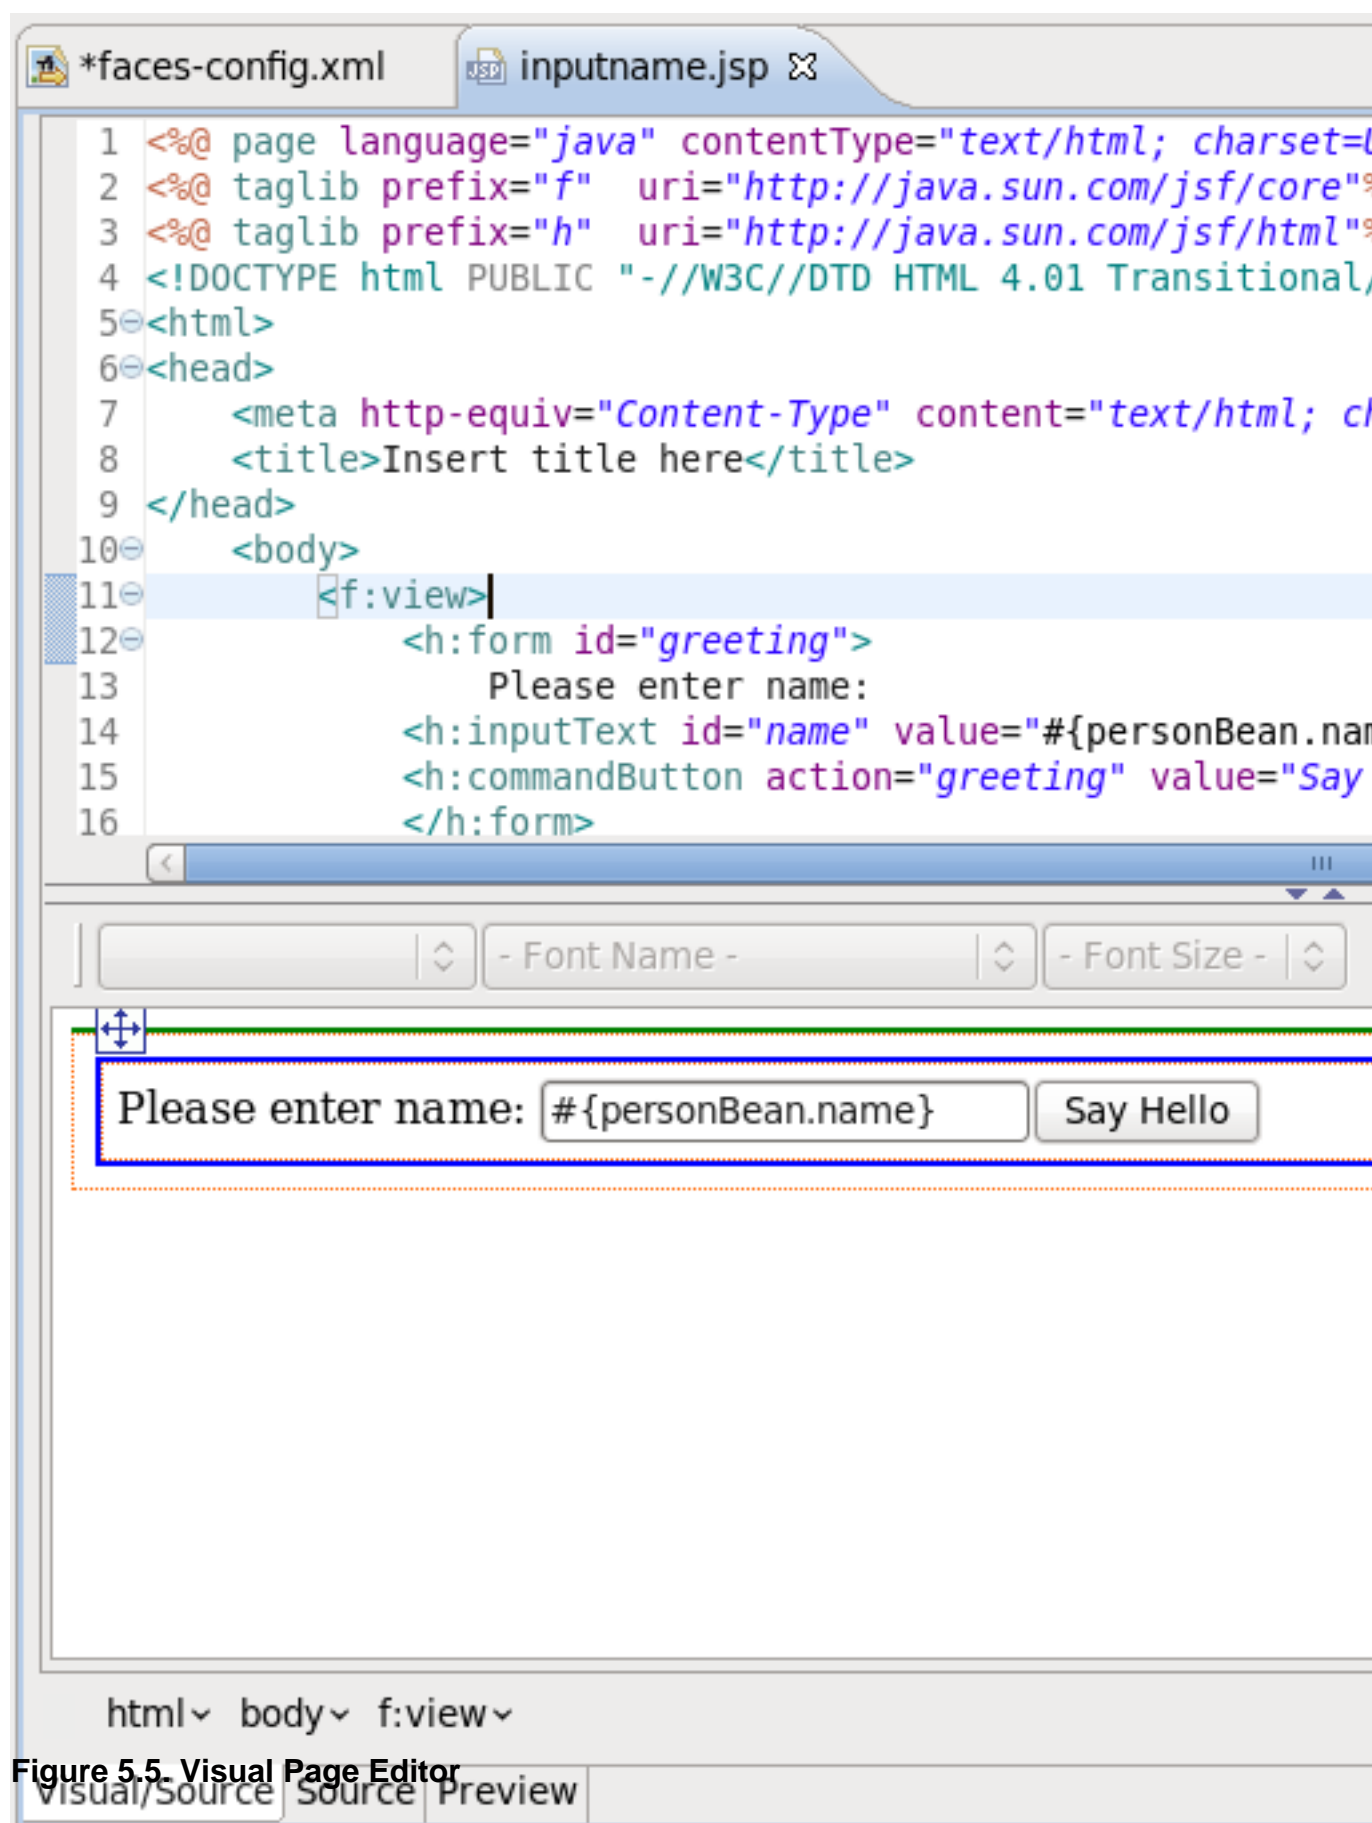 *faces-config.xml inputname.jsp
1 <%@ page language="java" contentType="text/html; charset=
2 <%@ taglib prefix="f"  uri="http://java.sun.com/jsf/core"%
3 <%@ taglib prefix="h"  uri="http://java.sun.com/jsf/html"%
4 <!DOCTYPE html PUBLIC "-//W3C//DTD HTML 4.01 Transitional/
5 <html>
6 <head>
7     <meta http-equiv="Content-Type" content="text/html; ch
8     <title>Insert title here</title>
9 </head>
10     <body>
11         <f:view>
12             <h:form id="greeting">
13                 Please enter name:
14             <h:inputText id="name" value="#{personBean.nam
15             <h:commandButton action="greeting" value="Say
16             </h:form>
- Font Name - - Font Size -
Please enter name: #{personBean.name} Say Hello
html body f:view
Figure 5.5. Visual Page Editor
Visual/Source Source Preview